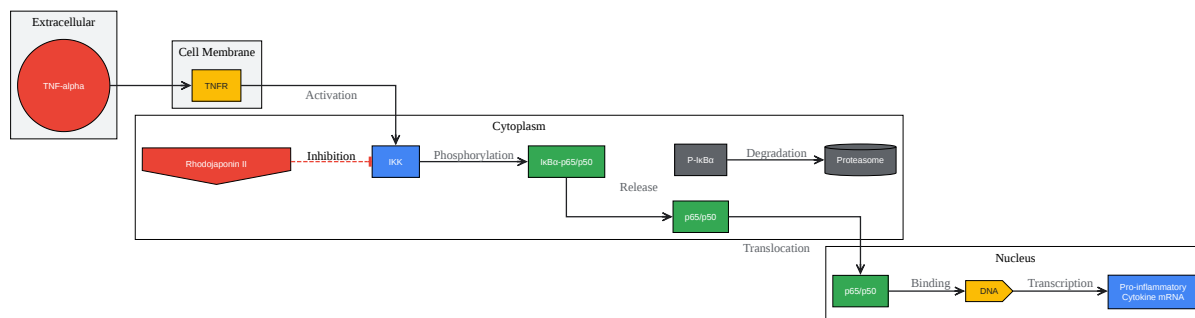 Extracellular
TNF-alpha
Cell Membrane
TNFR
Activation
Cytoplasm
Rhodojaponin II
Inhibition
IKK
Phosphorylation
IκBα-p65/p50
P-IκBα
Degradation
Proteasome
Release
p65/p50
Translocation
Nucleus
p65/p50
Binding
DNA
Transcription
Pro-inflammatory
Cytokine mRNA